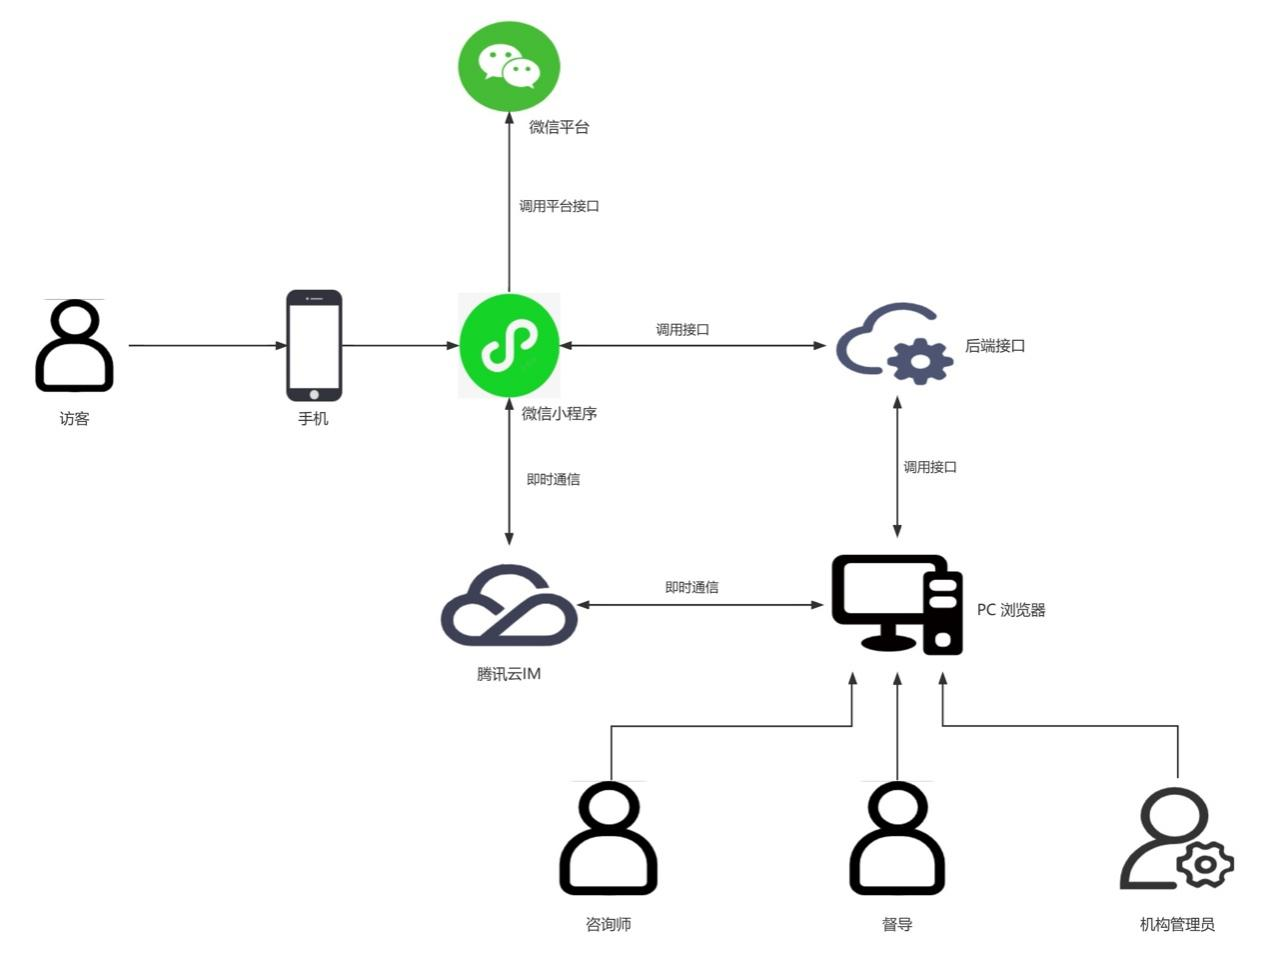 微信平台
调用平台接口
调用接口
后端接口
访客
手机
微信小程序
即时通信
调用接口
即时通信
PC 浏览器
腾讯云IM
咨询师
督导
机构管理员